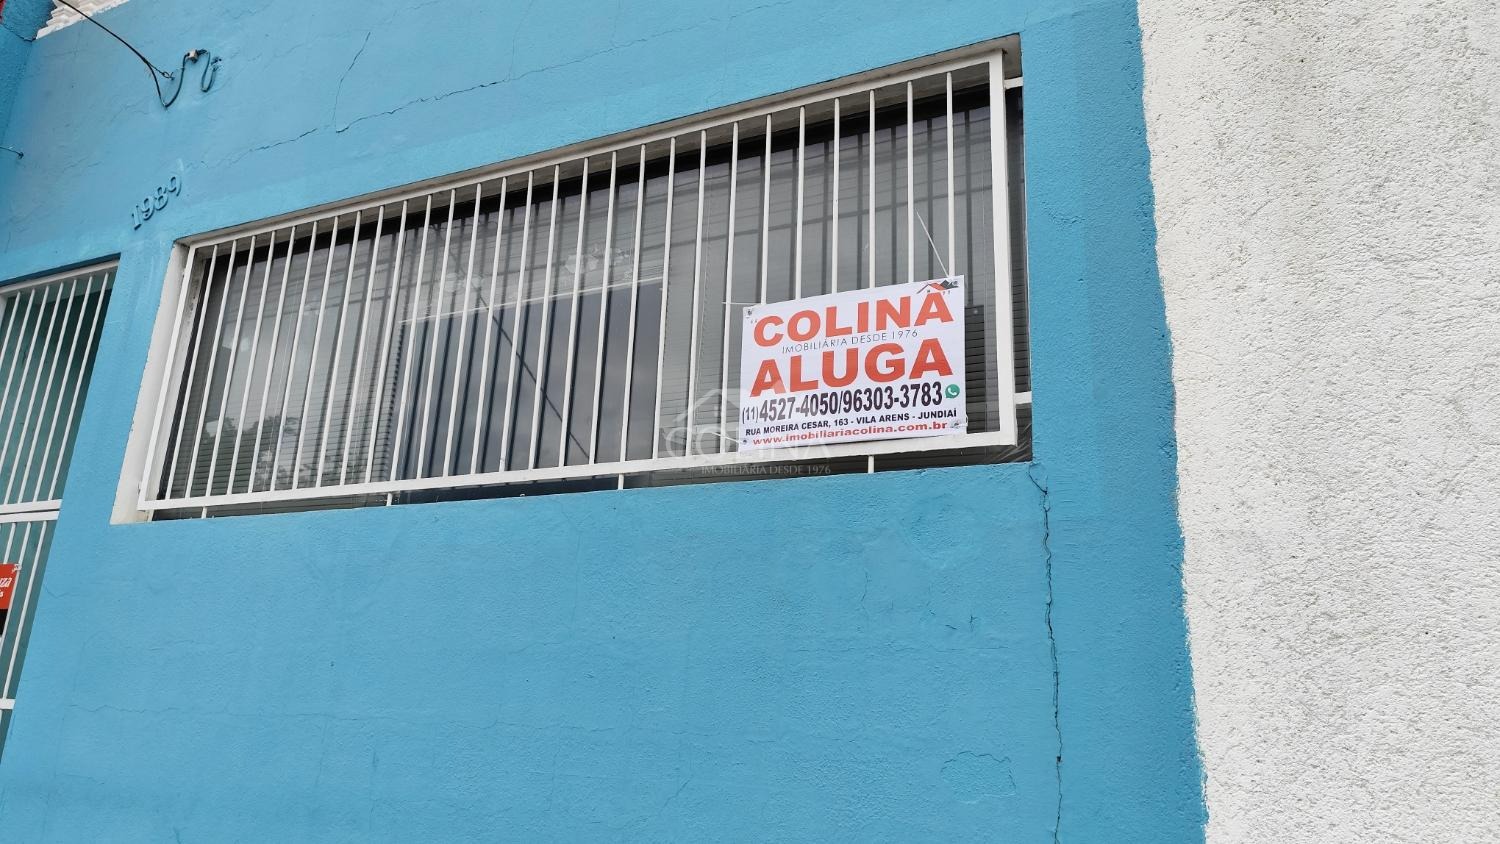 1989
COLINA
IMOBILIÁRIA DESDE 1976
ALUGA
(11)4527-4050/96303-3783
RUA MOREIRA CESAR, 163 - VILA ARENS - JUNDIAÍ
www.imobiliariacolina.com.br
COLINA
IMOBILIÁRIA DESDE 1976